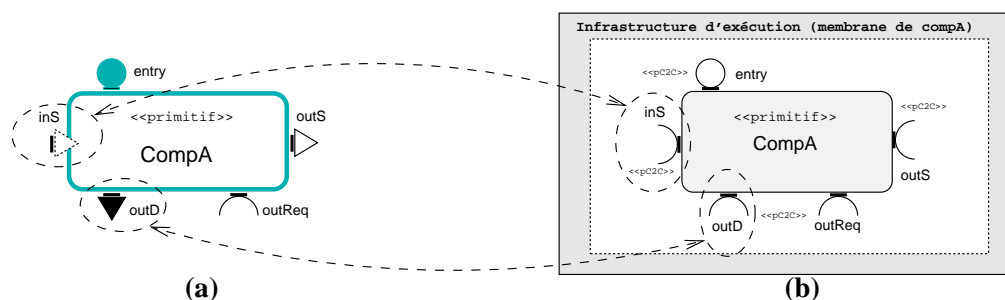 Infrastructure d'exécution (membrane de compA)
entry
inS
<<primitif>>
outS
CompA
outD
outReq
(a)
<<pC2C>>
entry
inS
<<primitif>>
<<pC2C>>
CompA
<<pC2C>>
outS
<<pC2C>>
outD
outReq
(b)